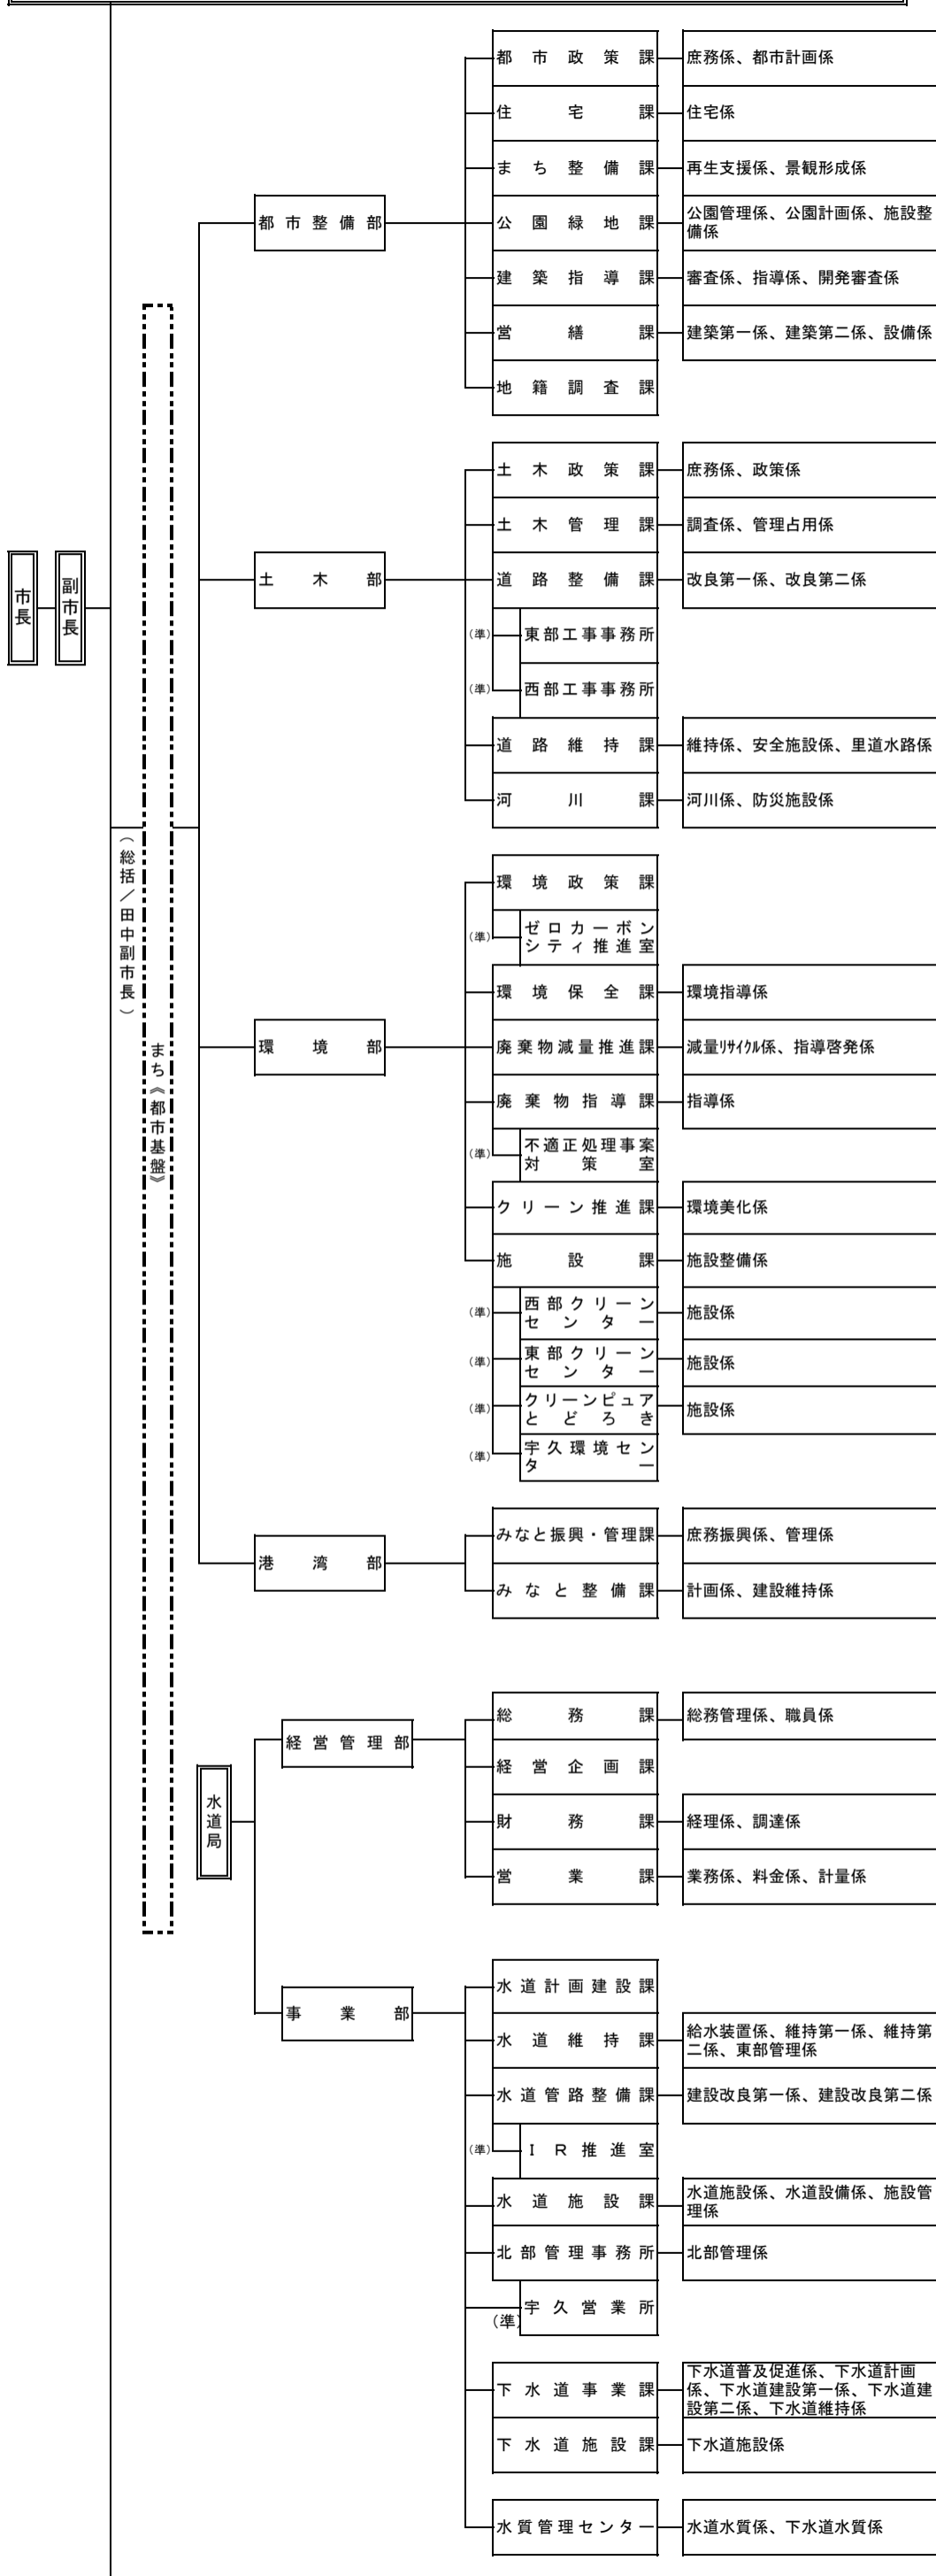 都市政策課
庶務係、都市計画係
住宅課
住宅係
まち整備課
再生支援係、景観形成係
都市整備部
公園緑地課
公園管理係、公園計画係、施設整
備係
建築指導課
審査係、指導係、開発審査係
営繕課
建築第一係、建築第二係、設備係
地籍調査課
土木政策課
庶務係、政策係
土木管理課
調査係、管理占用係
市長
副市長
土木部
道路整備課
改良第一係、改良第二係
(準)
東部工事事務所
(準)
西部工事事務所
道路維持課
維持係、安全施設係、里道水路係
河川課
河川係、防災施設係
(総括/田中副市長)
まち《都市基盤》
環境政策課
(準)
ゼロカーボン
シティ推進室
環境保全課
環境指導係
環境部
廃棄物減量推進課
減量リサイクル係、指導啓発係
廃棄物指導課
指導係
(準)
不適正処理事案
対策室
クリーン推進課
環境美化係
施設課
施設整備係
(準)
西部クリーン
センター
施設係
(準)
東部クリーン
センター
施設係
(準)
クリーンピュア
とどろき
施設係
(準)
宇久環境セン
ター
港湾部
みなと振興・管理課
庶務振興係、管理係
みなと整備課
計画係、建設維持係
水道局
経営管理部
総務課
総務管理係、職員係
経営企画課
財務課
経理係、調達係
営業課
業務係、料金係、計量係
事業部
水道計画建設課
水道維持課
給水装置係、維持第一係、維持第
二係、東部管理係
水道管路整備課
建設改良第一係、建設改良第二係
(準)
IR推進室
水道施設課
水道施設係、水道設備係、施設管
理係
北部管理事務所
北部管理係
(準)
宇久営業所
下水道事業課
下水道普及促進係、下水道計画
係、下水道建設第一係、下水道建
設第二係、下水道維持係
下水道施設課
下水道施設係
水質管理センター
水道水質係、下水道水質係